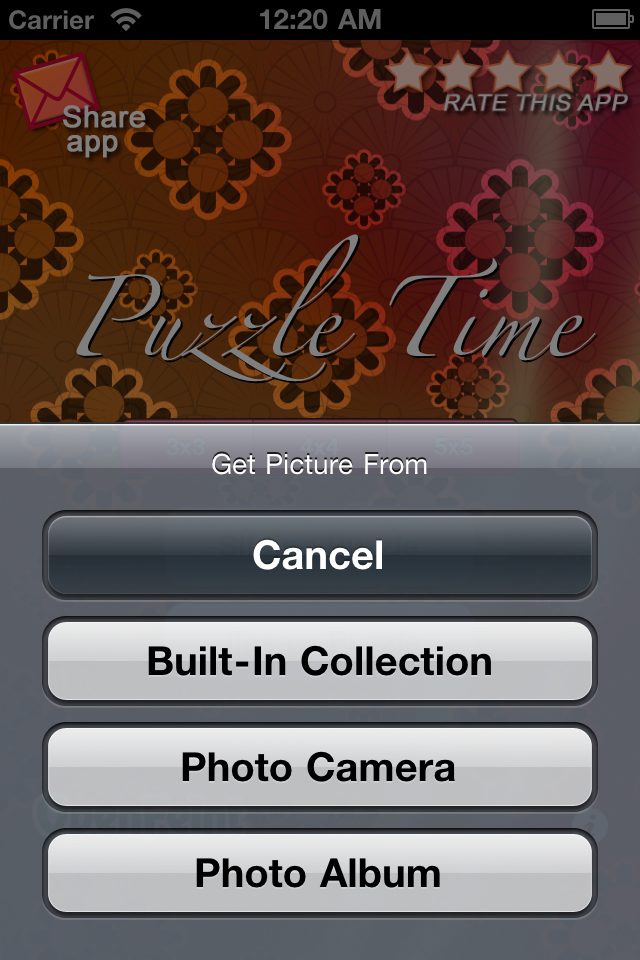 Carrier 12:20 AM
Share
app
RATE THIS APP
Puzzle Time
3x3 4x4 5x5
Get Picture From
Cancel
Built-In Collection
Photo Camera
Photo Album